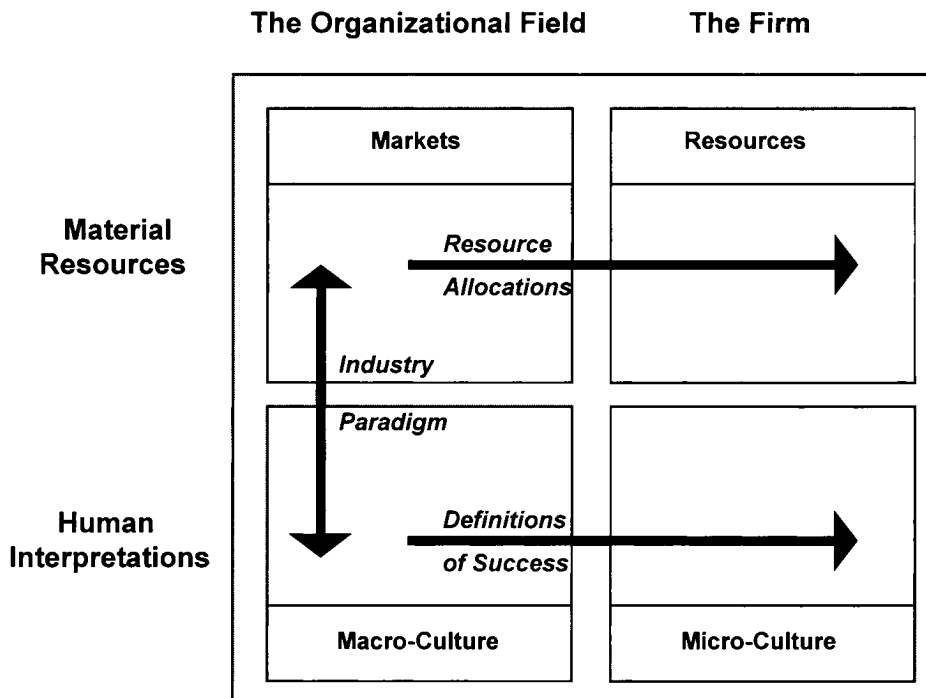 The Organizational Field
The Firm
Markets
Resources
Material
Resources
Resource
Allocations
Industry
Paradigm
Human
Interpretations
Definitions
of Success
Macro-Culture
Micro-Culture